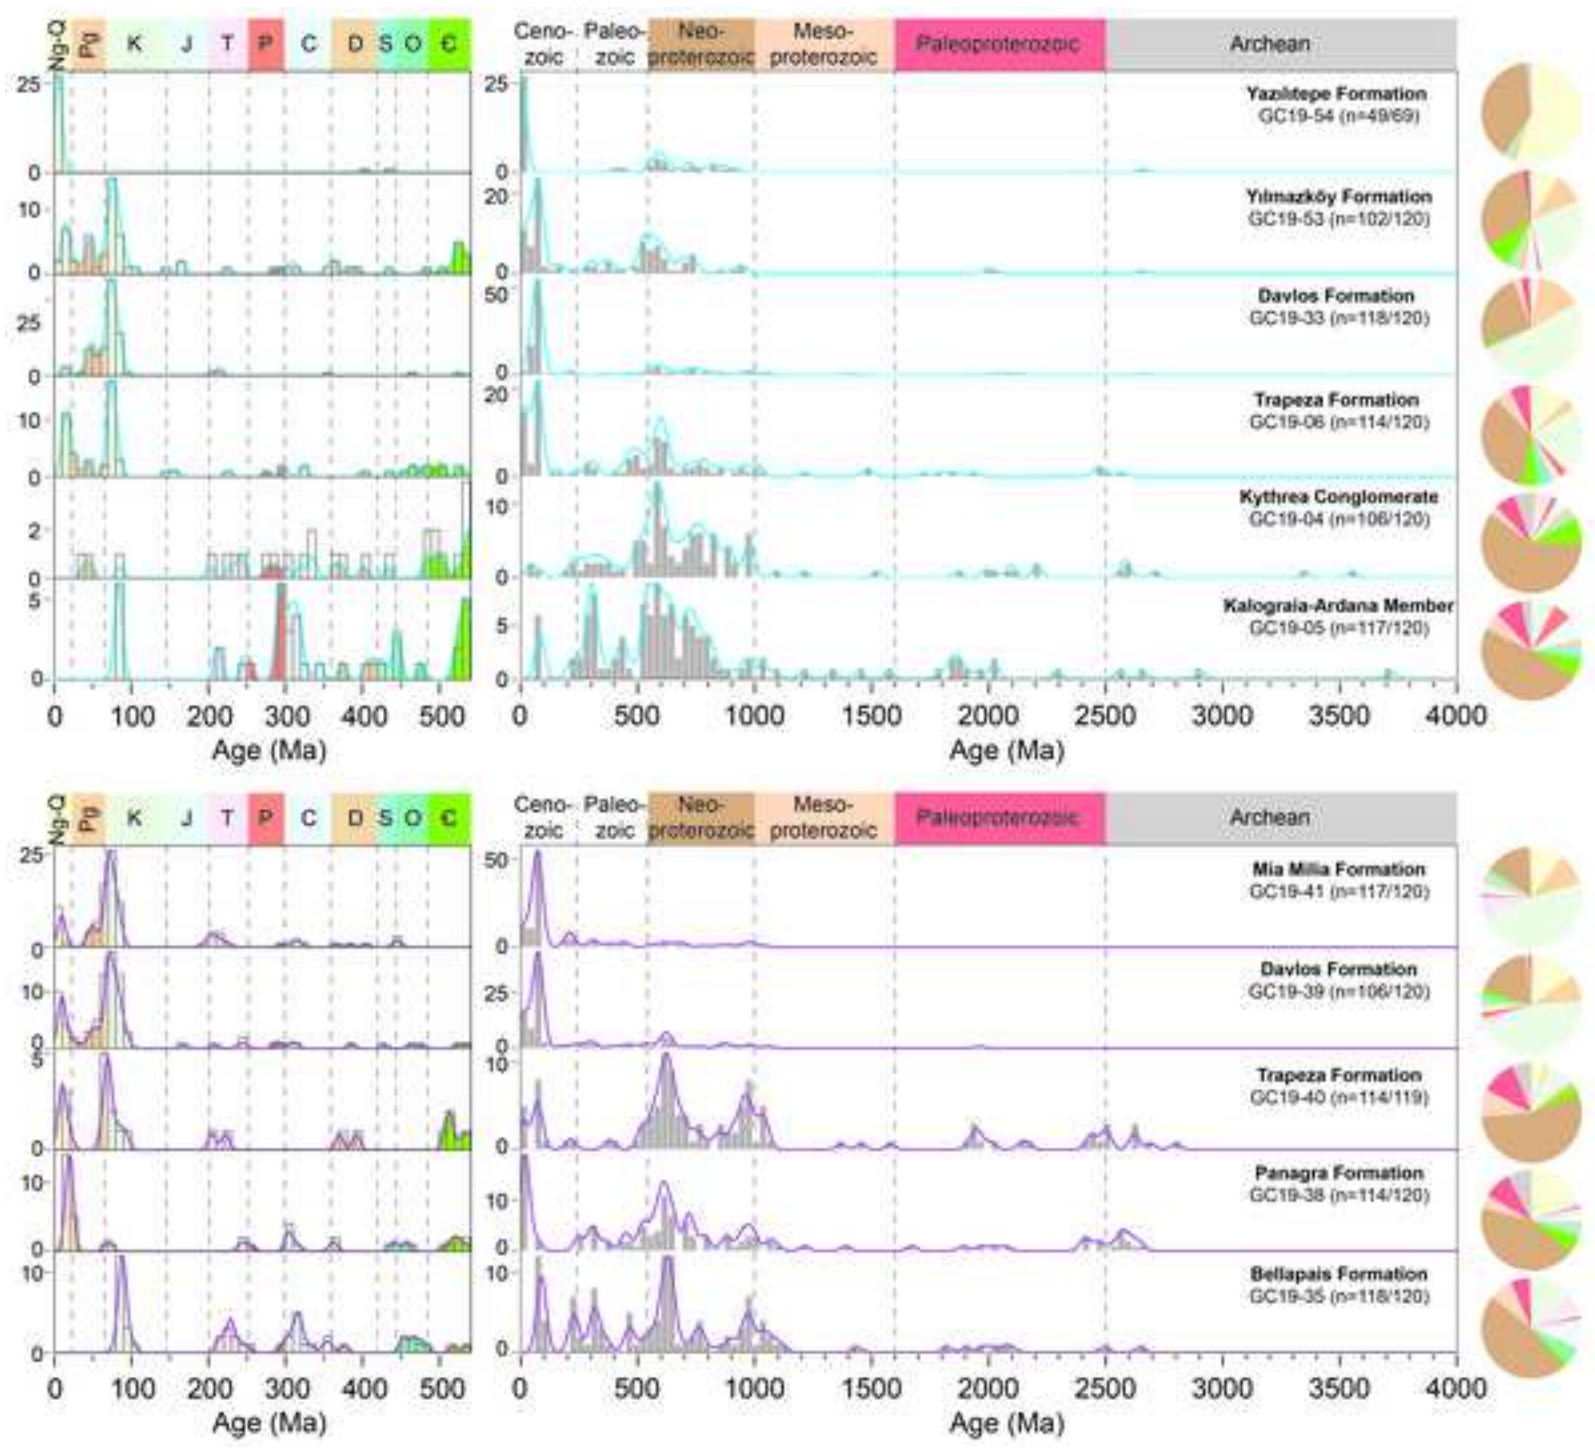 Ng-Q Pg K J T P C D S O Є
Ceno-
zoic
Paleo-
zoic
Neo-
proterozoic
Meso-
proterozoic
Paleoproterozoic
Archean
25
0
25
0
Yazılıtepe Formation
GC19-54 (n=49/69)
10
0
20
0
Yılmazköy Formation
GC19-53 (n=102/120)
25
0
50
0
Davlos Formation
GC19-33 (n=118/120)
10
0
20
0
Trapeza Formation
GC19-06 (n=114/120)
2
0
10
0
Kythrea Conglomerate
GC19-04 (n=106/120)
5
0
5
0
Kalograia-Ardana Member
GC19-05 (n=117/120)
0 100 200 300 400 500
Age (Ma)
0 500 1000 1500 2000 2500 3000 3500 4000
Age (Ma)
Ng-Q Pg K J T P C D S O Є
Ceno-
zoic
Paleo-
zoic
Neo-
proterozoic
Meso-
proterozoic
Paleoproterozoic
Archean
25
0
50
0
Mia Milia Formation
GC19-41 (n=117/120)
10
0
25
0
Davlos Formation
GC19-39 (n=106/120)
5
0
10
0
Trapeza Formation
GC19-40 (n=114/119)
10
0
10
0
Panagra Formation
GC19-38 (n=114/120)
10
0
10
0
Bellapais Formation
GC19-35 (n=118/120)
0 100 200 300 400 500
Age (Ma)
0 500 1000 1500 2000 2500 3000 3500 4000
Age (Ma)